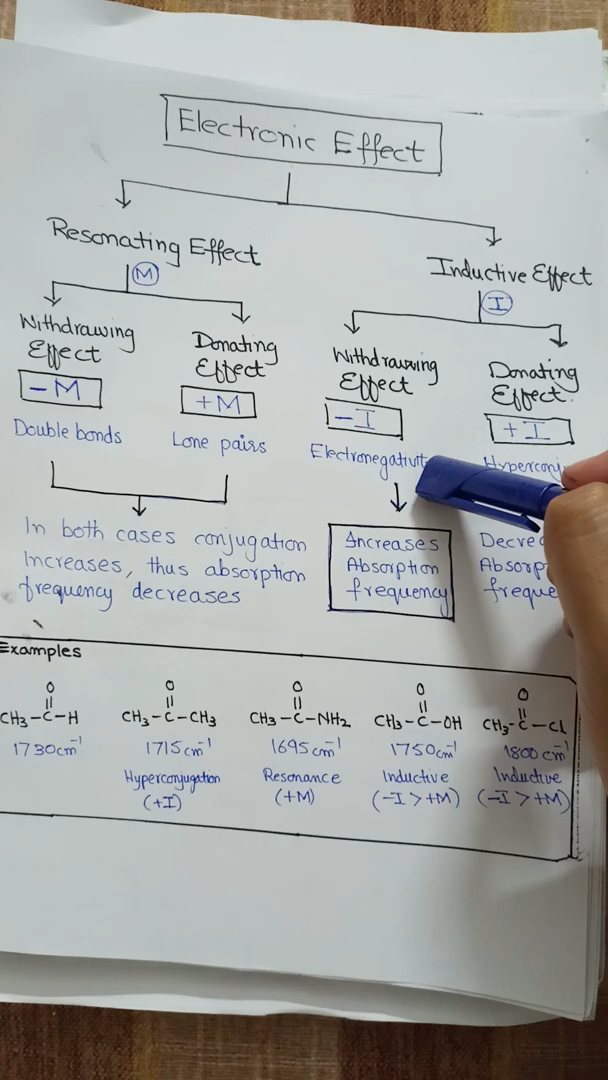 Electronic Effect
Resonating Effect
M
Inductive Effect
I
Withdrawing
Effect
-M
Double bonds
Donating
Effect
+M
Lone pairs
Withdrawing
Effect
-I
Donating
Effect.
+I
In both cases conjugation
increases, thus absorption
frequency decreases
Increases
Absorption
frequency
Examples
O
CH3-C-H
1730cm⁻¹
O
CH3-C-CH3
1715cm⁻¹
Hyperconjugation
(+I)
O
CH3-C-NH2
1695cm⁻¹
Resonance
(+M)
O
CH3-C-OH
1750cm⁻¹
Inductive
(-I > +M)
O
CH3-C-Cl
1800cm⁻¹
Inductive
(-I > +M)